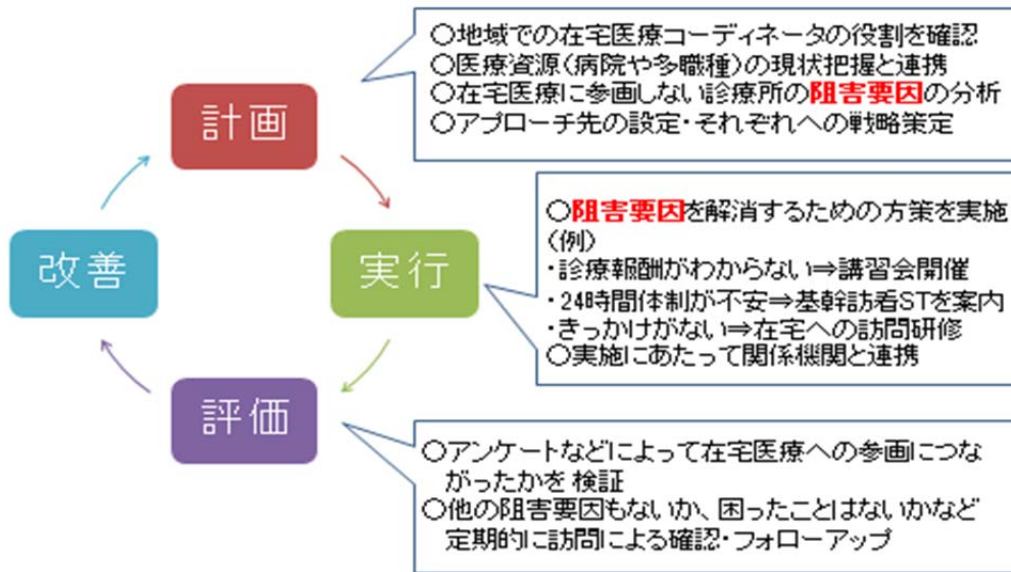 計画
○地域での在宅医療コーディネータの役割を確認
○医療資源(病院や多職種)の現状把握と連携
○在宅医療に参画しない診療所の阻害要因の分析
○アプローチ先の設定・それぞれへの戦略策定
実行
○阻害要因を解消するための方策を実施
(例)
・診療報酬がわからない⇒講習会開催
・24時間体制が不安⇒基幹訪看STを案内
・きっかけがない⇒在宅への訪問研修
○実施にあたって関係機関と連携
評価
○アンケートなどによって在宅医療への参画につな
がったかを検証
○他の阻害要因もないか、困ったことはないかなど
定期的に訪問による確認・フォローアップ
改善